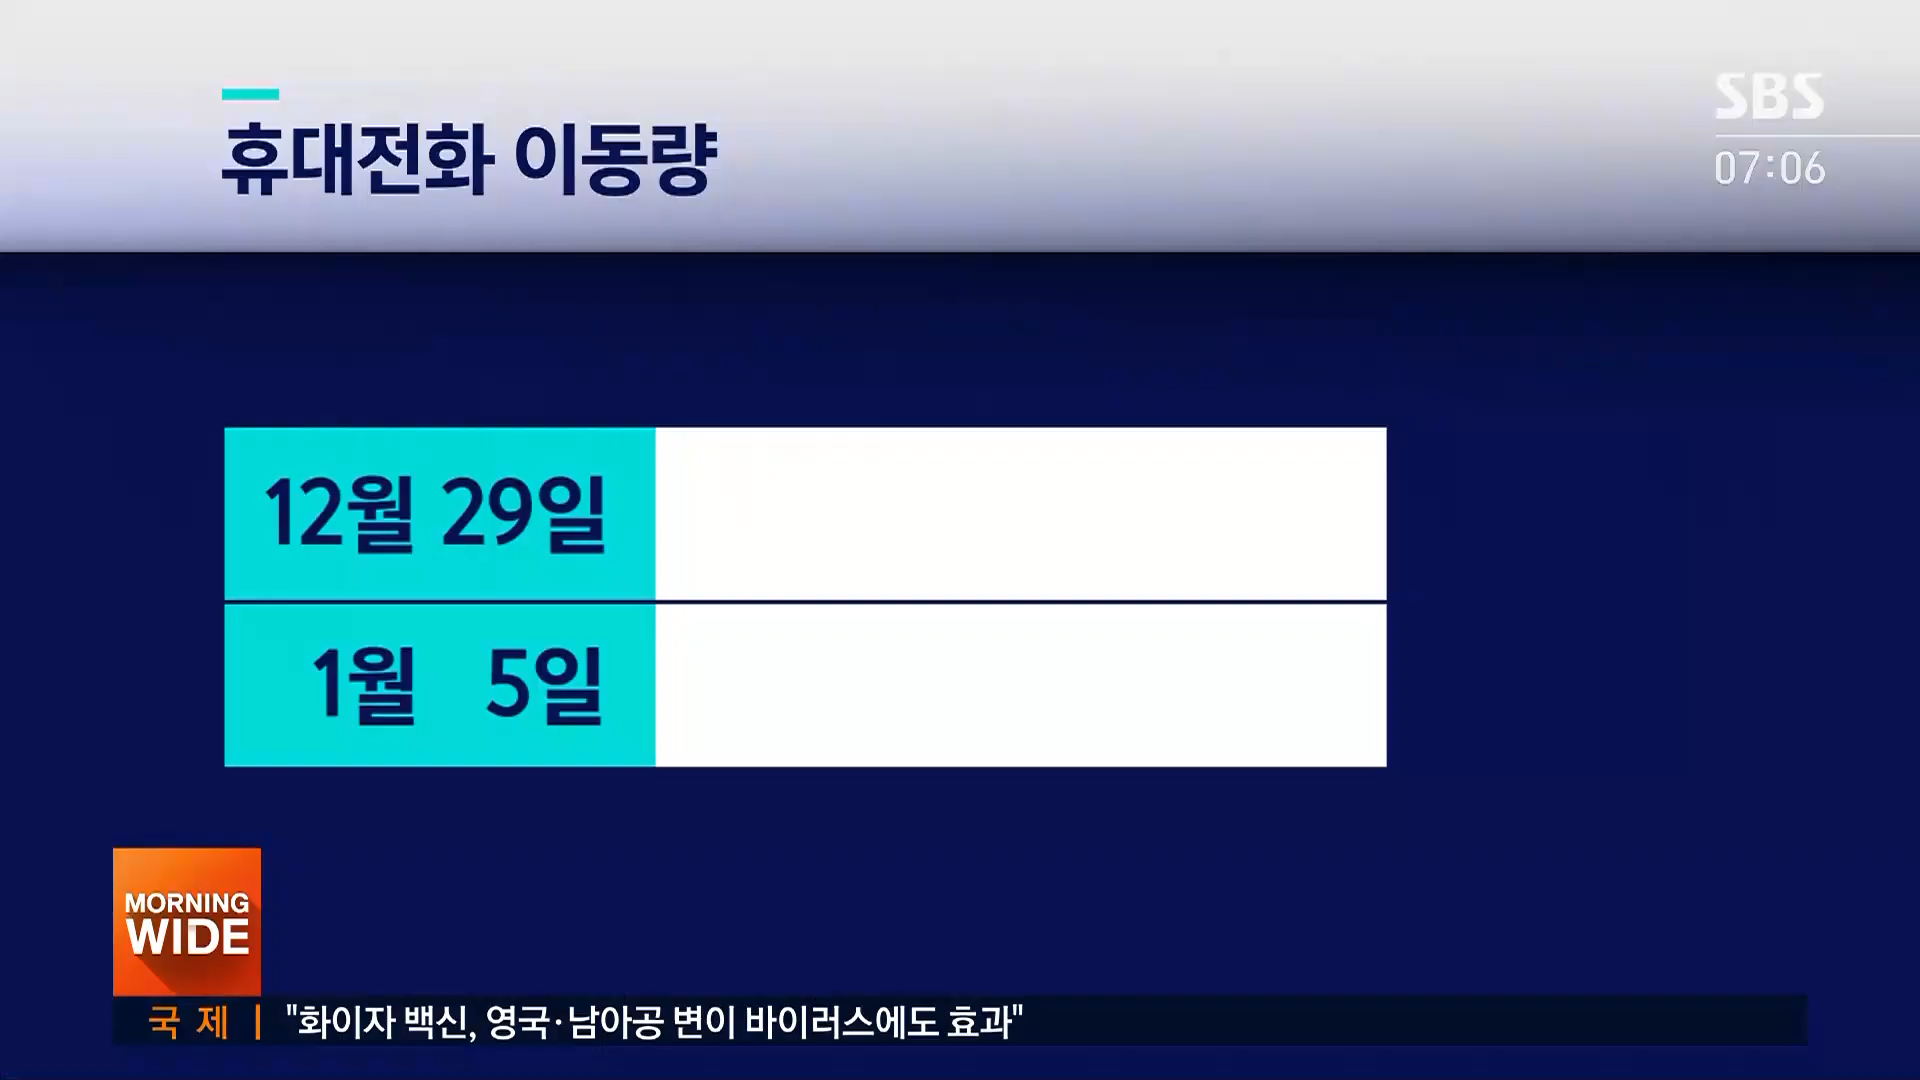 휴대전화 이동량
SBS
07:06
12월 29일
1월 5일
MORNING
WIDE
국 제 | "화이자 백신, 영국·남아공 변이 바이러스에도 효과"